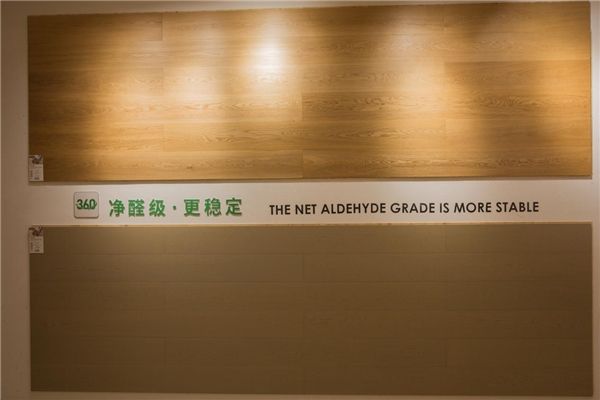 360 净醛级·更稳定 THE NET ALDEHYDE GRADE IS MORE STABLE